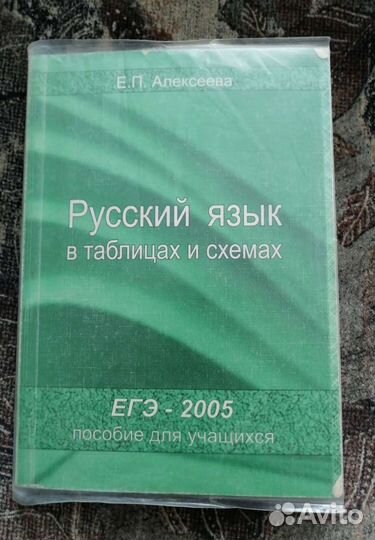 Е.П. Алексеева
Русский язык
в таблицах и схемах
ЕГЭ - 2005
пособие для учащихся
Avito